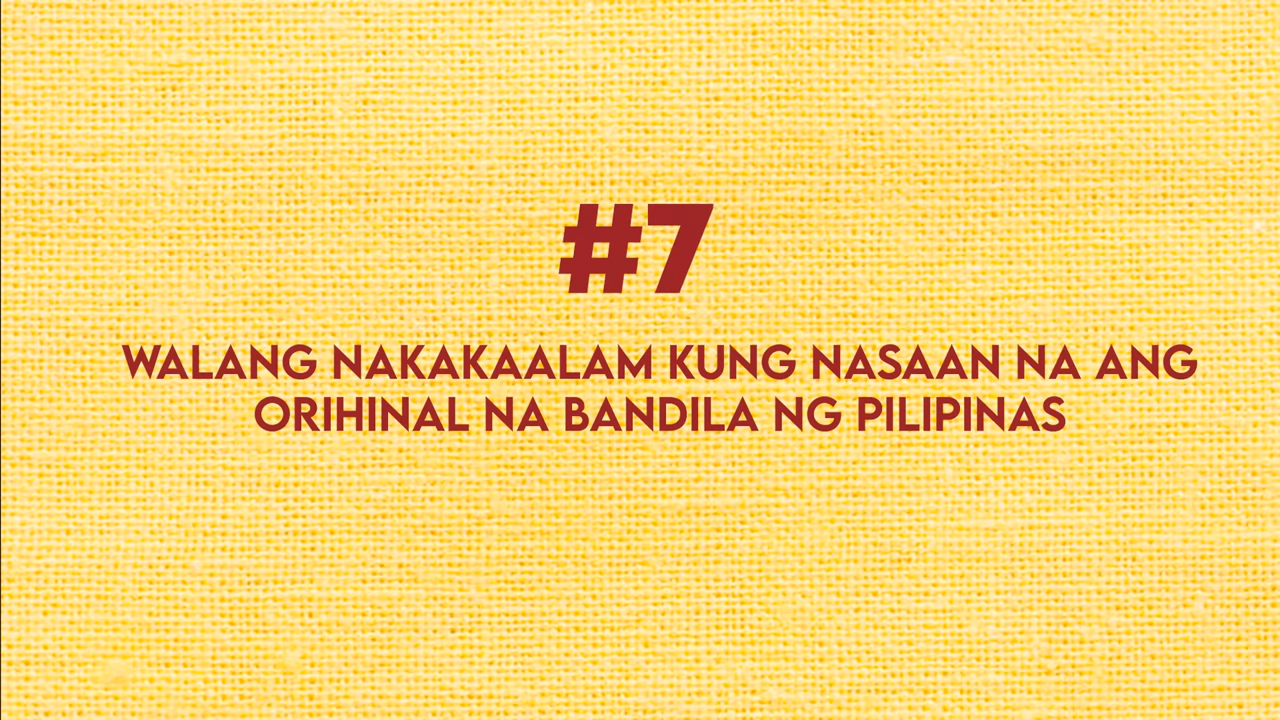 #7
WALANG NAKAKAALAM KUNG NASAAN NA ANG
ORIHINAL NA BANDILA NG PILIPINAS